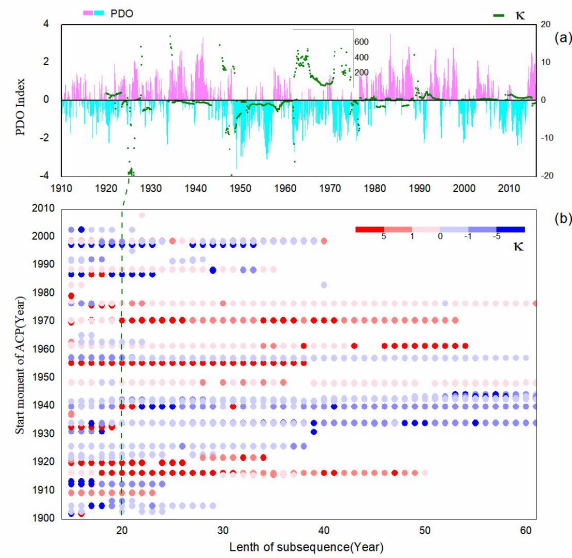 PDO κ
4 20
(a)
2 10
600
400
200
PDO Index
0 0
-2 -10
-4 -20
1910 1920 1930 1940 1950 1960 1970 1980 1990 2000 2010
2010
(b)
2000
5 1 0 -1 -5
κ
1990
1980
1970
1960
1950
1940
1930
1920
1910
1900
Start moment of ACP(Year)
20 30 40 50 60
Lenth of subsequence(Year)